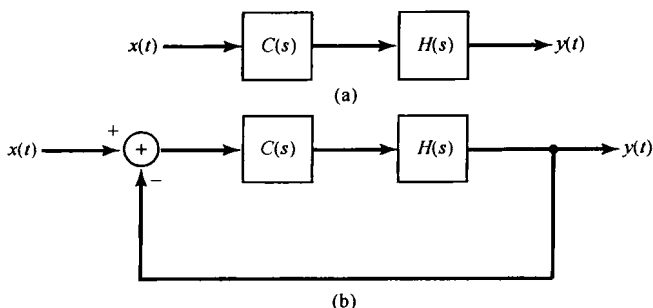 x(t) C(s) H(s) y(t)
(a)
+
x(t) + C(s) H(s) y(t)
−
(b)